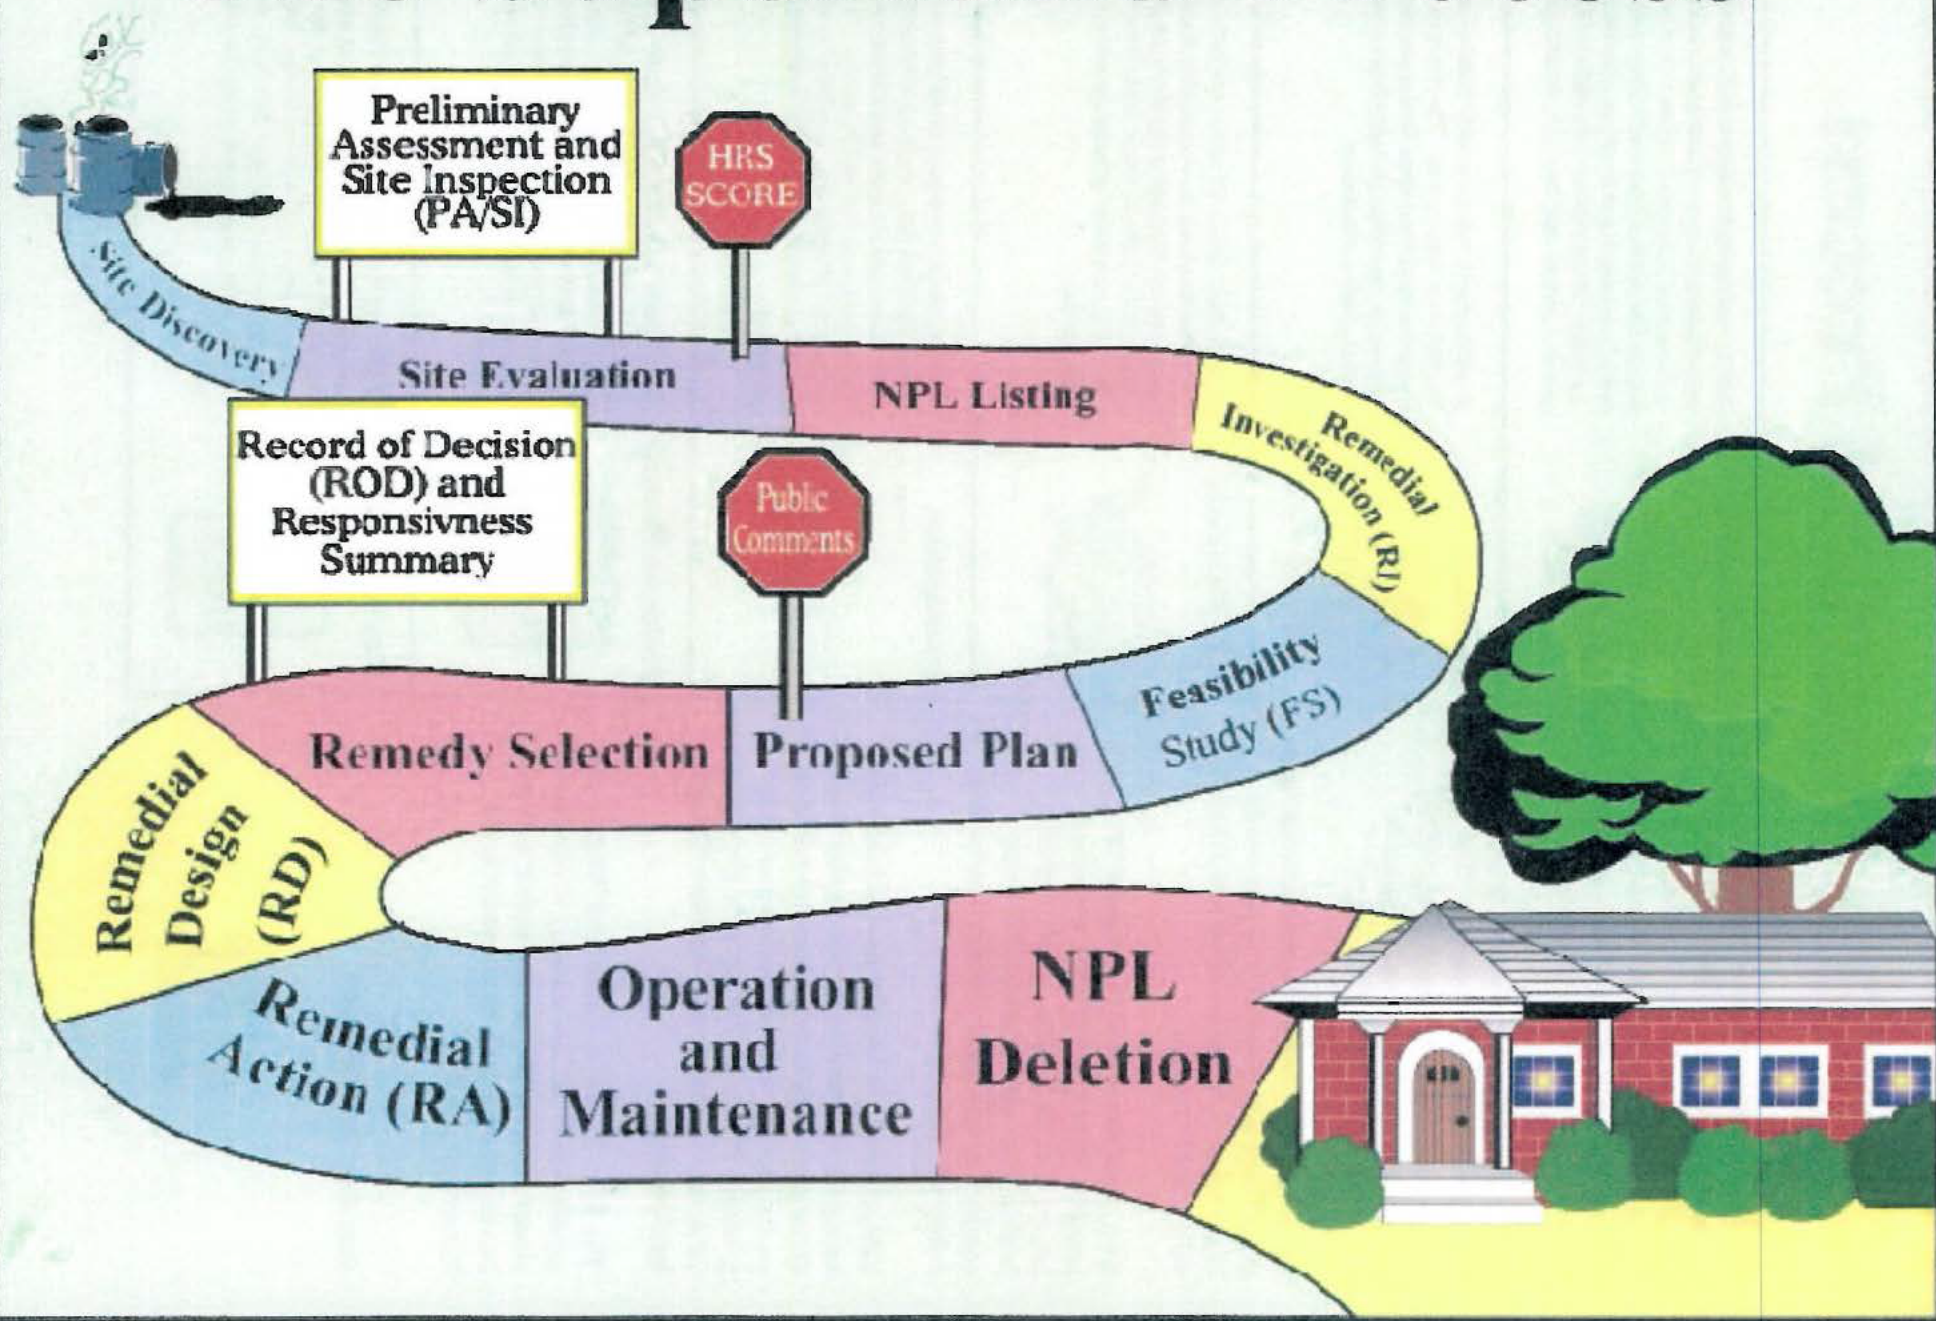 Preliminary
Assessment and
Site Inspection
(PA/SI)
HRS
SCORE
Site Discovery
Site Evaluation
NPL Listing
Remedial
Investigation (RI)
Record of Decision
(ROD) and
Responsivness
Summary
Public
Comments
Feasibility
Study (FS)
Proposed Plan
Remedy Selection
Remedial
Design
(RD)
Remedial
Action (RA)
Operation
and
Maintenance
NPL
Deletion